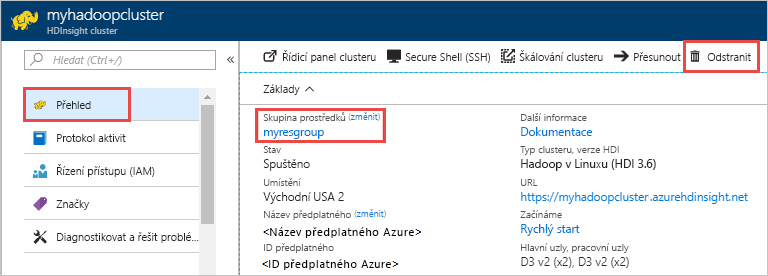 myhadoopcluster
HDInsight cluster
Hledat (Ctrl+/)
«
Přehled
Protokol aktivit
Řízení přístupu (IAM)
Značky
Diagnostikovat a řešit problé...
Řídicí panel clusteru
Secure Shell (SSH)
Škálování clusteru
Přesunout
Odstranit
Základy
Skupina prostředků (změnit)
myresgroup
Stav
Spuštěno
Umístění
Východní USA 2
Název předplatného (změnit)
<Název předplatného Azure>
ID předplatného
<ID předplatného Azure>
Další informace
Dokumentace
Typ clusteru, verze HDI
Hadoop v Linuxu (HDI 3.6)
URL
https://myhadoopcluster.azurehdinsight.net
Začínáme
Rychlý start
Hlavní uzly, pracovní uzly
D3 v2 (x2), D3 v2 (x2)